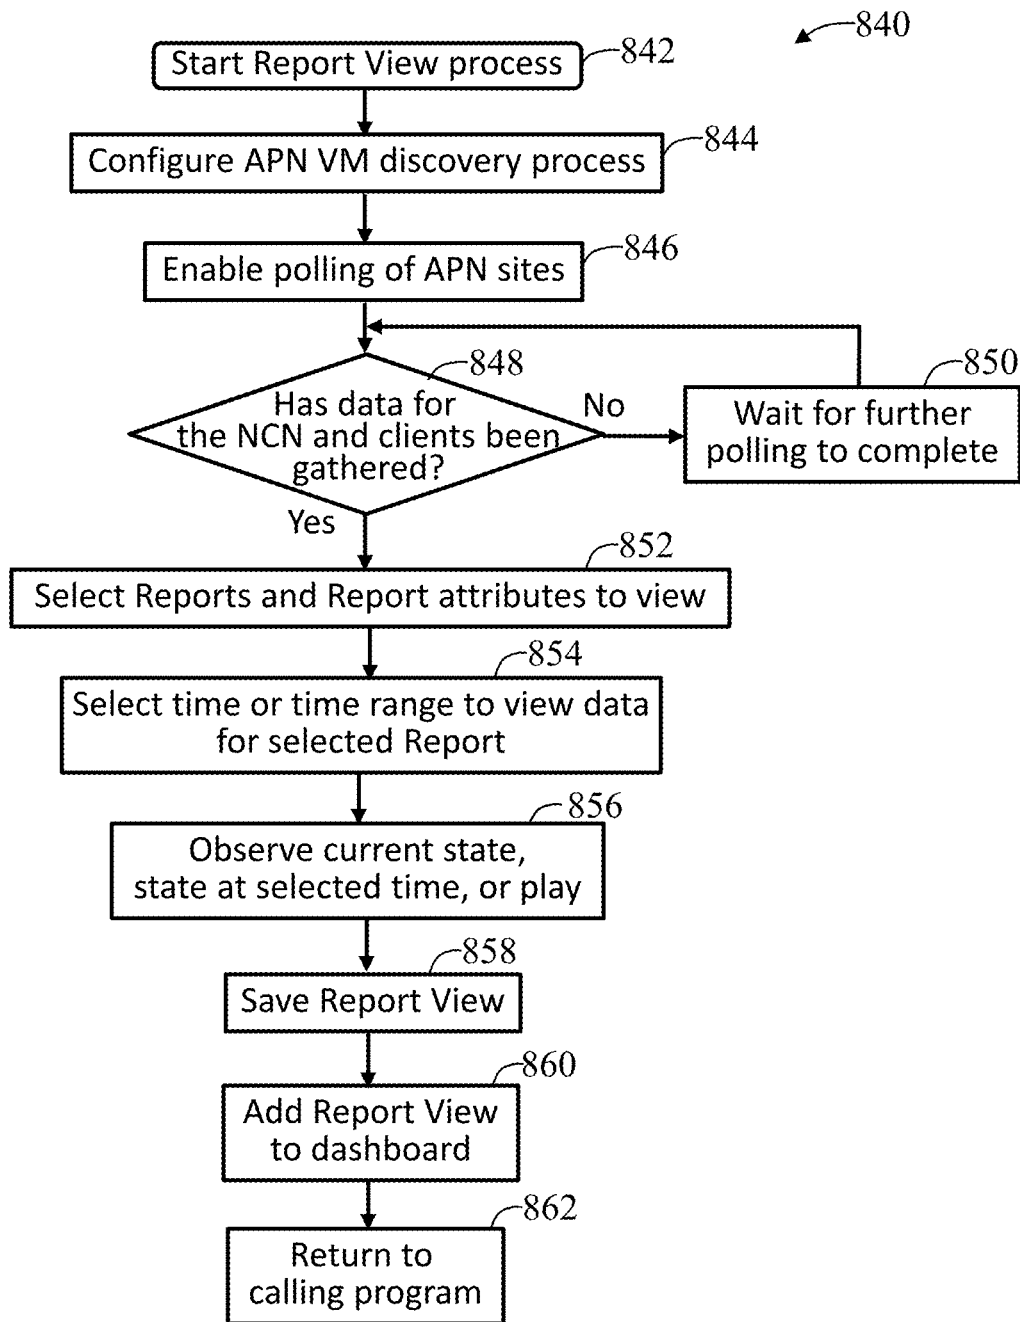 840
Start Report View process
842
Configure APN VM discovery process
844
Enable polling of APN sites
846
Has data for
the NCN and clients been
gathered?
848
No
Wait for further
polling to complete
850
Yes
Select Reports and Report attributes to view
852
Select time or time range to view data
for selected Report
854
Observe current state,
state at selected time, or play
856
Save Report View
858
Add Report View
to dashboard
860
Return to
calling program
862